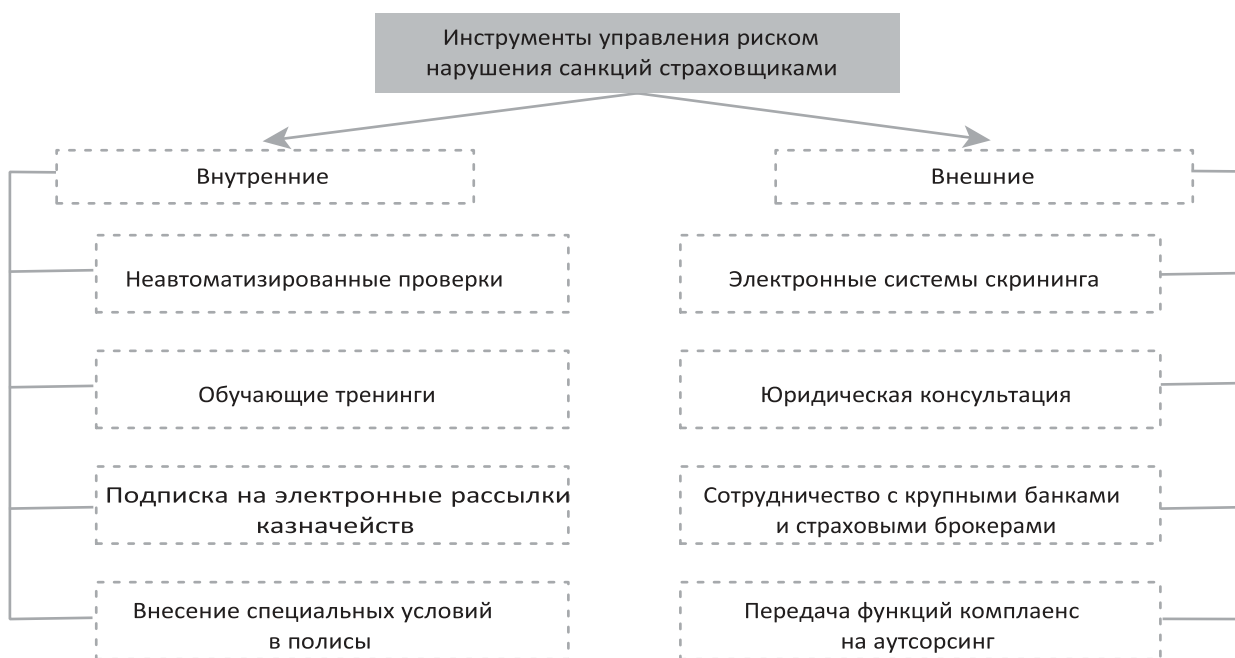 Инструменты управления риском
нарушения санкций страховщиками
Внутренние
Неавтоматизированные проверки
Обучающие тренинги
Подписка на электронные рассылки
казначейств
Внесение специальных условий
в полисы
Внешние
Электронные системы скрининга
Юридическая консультация
Сотрудничество с крупными банками
и страховыми брокерами
Передача функций комплаенс
на аутсорсинг